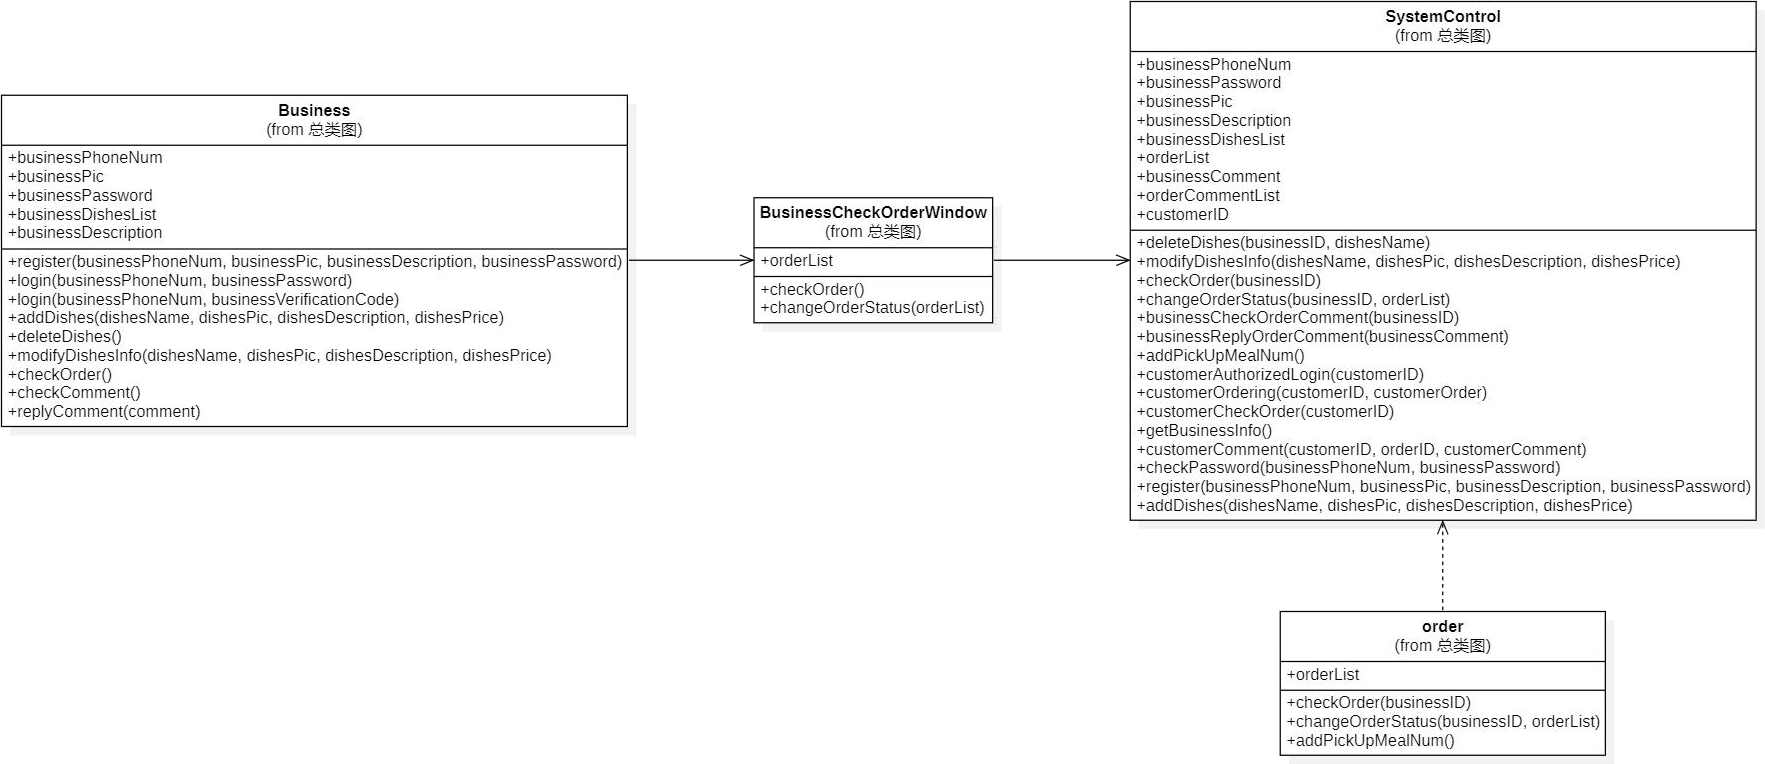 Business
(from 总类图)
+businessPhoneNum
+businessPic
+businessPassword
+businessDishesList
+businessDescription
+register(businessPhoneNum, businessPic, businessDescription, businessPassword)
+login(businessPhoneNum, businessPassword)
+login(businessPhoneNum, businessVerificationCode)
+addDishes(dishesName, dishesPic, dishesDescription, dishesPrice)
+deleteDishes()
+modifyDishesInfo(dishesName, dishesPic, dishesDescription, dishesPrice)
+checkOrder()
+checkComment()
+replyComment(comment)
BusinessCheckOrderWindow
(from 总类图)
+orderList
+checkOrder()
+changeOrderStatus(orderList)
SystemControl
(from 总类图)
+businessPhoneNum
+businessPassword
+businessPic
+businessDescription
+businessDishesList
+orderList
+businessComment
+orderCommentList
+customerID
+deleteDishes(businessID, dishesName)
+modifyDishesInfo(dishesName, dishesPic, dishesDescription, dishesPrice)
+checkOrder(businessID)
+changeOrderStatus(businessID, orderList)
+businessCheckOrderComment(businessID)
+businessReplyOrderComment(businessComment)
+addPickUpMealNum()
+customerAuthorizedLogin(customerID)
+customerOrdering(customerID, customerOrder)
+customerCheckOrder(customerID)
+getBusinessInfo()
+customerComment(customerID, orderID, customerComment)
+checkPassword(businessPhoneNum, businessPassword)
+register(businessPhoneNum, businessPic, businessDescription, businessPassword)
+addDishes(dishesName, dishesPic, dishesDescription, dishesPrice)
order
(from 总类图)
+orderList
+checkOrder(businessID)
+changeOrderStatus(businessID, orderList)
+addPickUpMealNum()